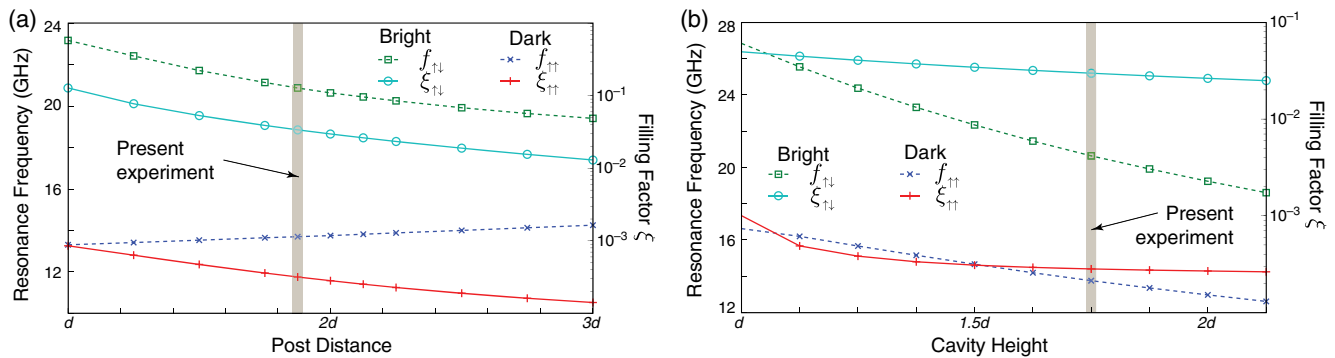 (a)
Resonance Frequency (GHz)
24
20
16
12
Bright
Dark
f↑↓
f↑↑
ξ↑↓
ξ↑↑
Present
experiment
10⁻¹
10⁻²
10⁻³
Filling Factor ξ
d
2d
3d
Post Distance
(b)
Resonance Frequency (GHz)
28
24
20
16
12
Bright
Dark
f↑↓
f↑↑
ξ↑↓
ξ↑↑
Present
experiment
10⁻¹
10⁻²
10⁻³
Filling Factor ξ
d
1.5d
2d
Cavity Height